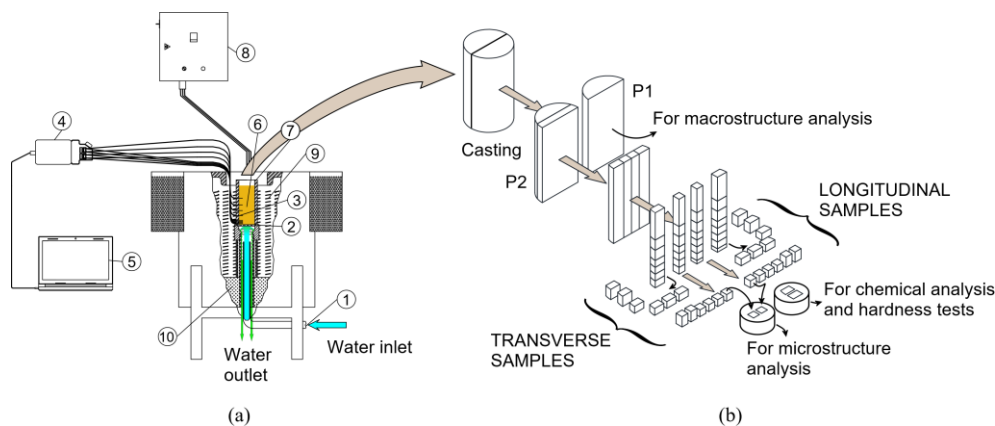 8
4
6
7
9
3
2
5
1
10
Water inlet
Water
outlet
(a)
P1
For macrostructure analysis
Casting
P2
LONGITUDINAL
SAMPLES
For chemical analysis
and hardness tests
TRANSVERSE
SAMPLES
For microstructure
analysis
(b)